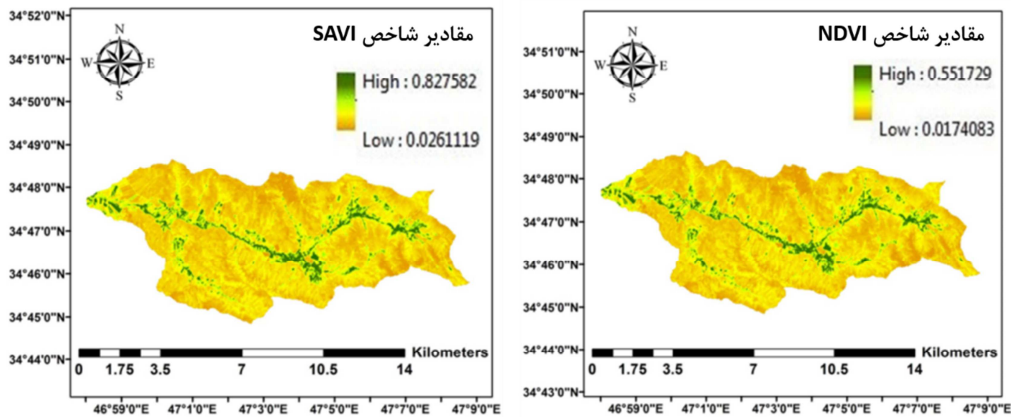 مقادیر شاخص SAVI
N
W E
S
High : 0.827582
Low : 0.0261119
34°52'0"N
34°51'0"N
34°50'0"N
34°49'0"N
34°48'0"N
34°47'0"N
34°46'0"N
34°45'0"N
34°44'0"N
Kilometers
0 1.75 3.5 7 10.5 14
46°59'0"E 47°1'0"E 47°3'0"E 47°5'0"E 47°7'0"E 47°9'0"E
مقادیر شاخص NDVI
N
W E
S
High : 0.551729
Low : 0.0174083
34°51'0"N
34°50'0"N
34°49'0"N
34°48'0"N
34°47'0"N
34°46'0"N
34°45'0"N
34°44'0"N
34°43'0"N
Kilometers
0 1.75 3.5 7 10.5 14
46°59'0"E 47°1'0"E 47°3'0"E 47°5'0"E 47°7'0"E 47°9'0"E